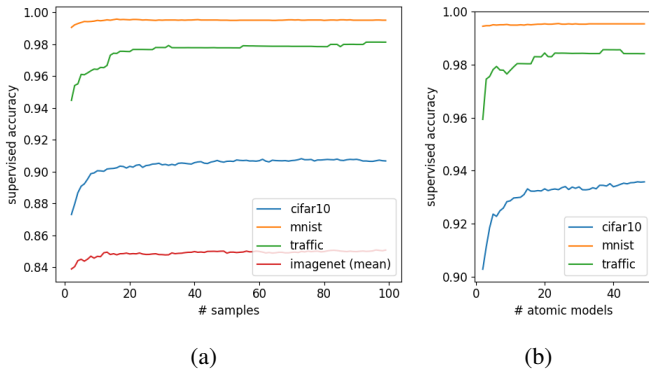 1.00
0.98
0.96
0.94
0.92
0.90
0.88
0.86
0.84
supervised accuracy
0
20
40
60
80
100
# samples
cifar10
mnist
traffic
imagenet (mean)
(a)
1.00
0.98
0.96
0.94
0.92
0.90
supervised accuracy
0
20
40
# atomic models
cifar10
mnist
traffic
(b)